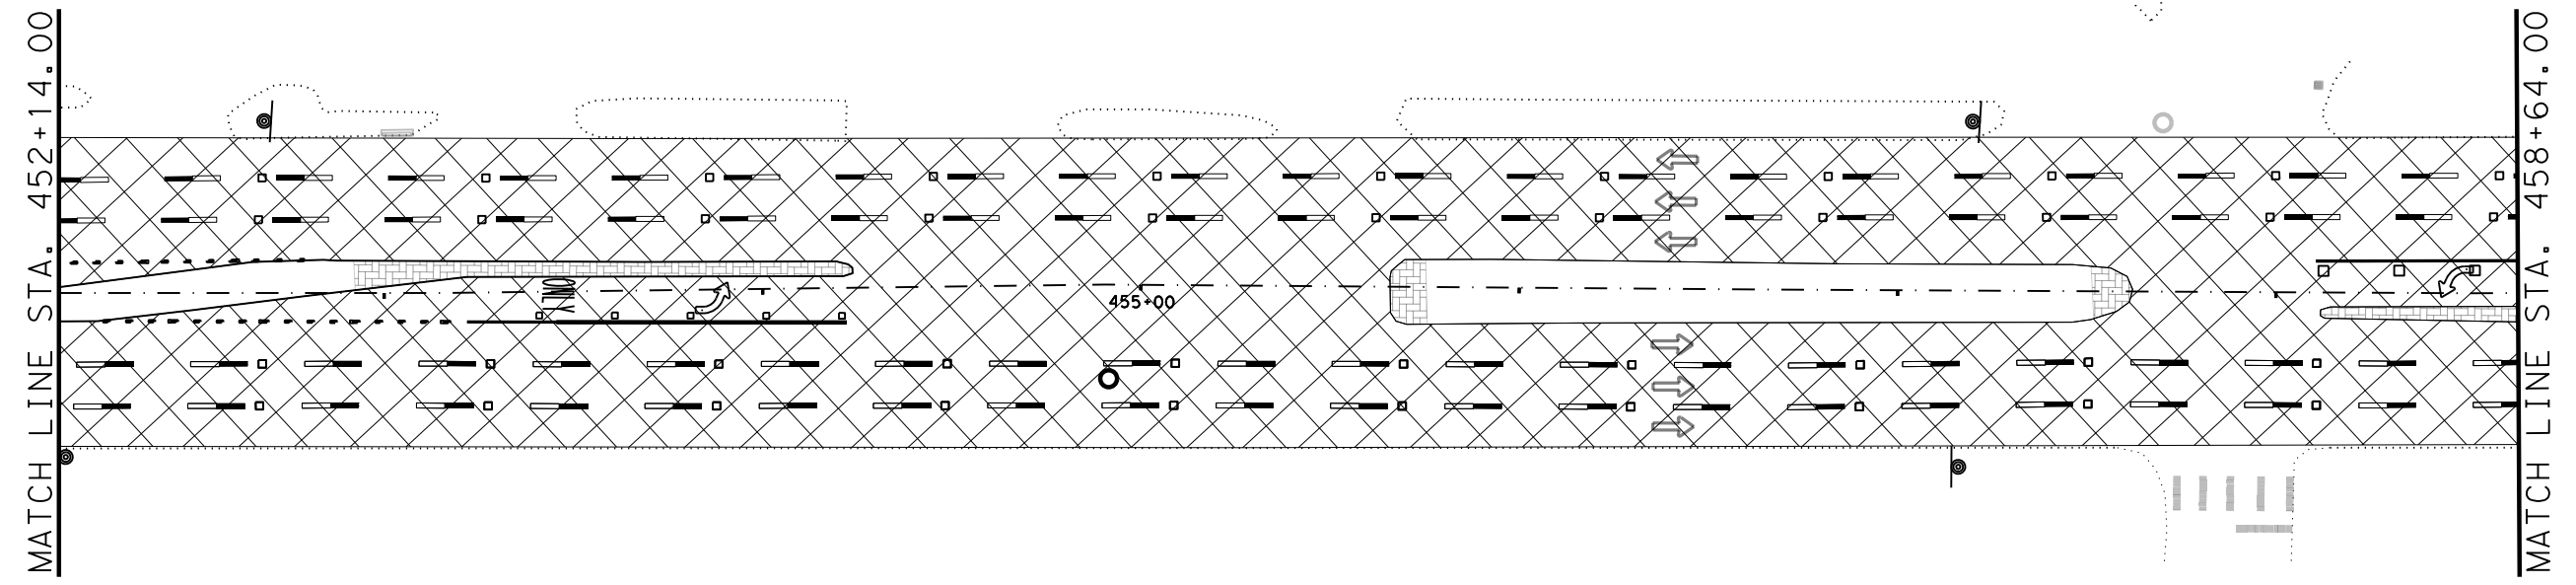 MATCH LINE STA. 452+14.00
ONLY
455+00
MATCH LINE STA. 458+64.00